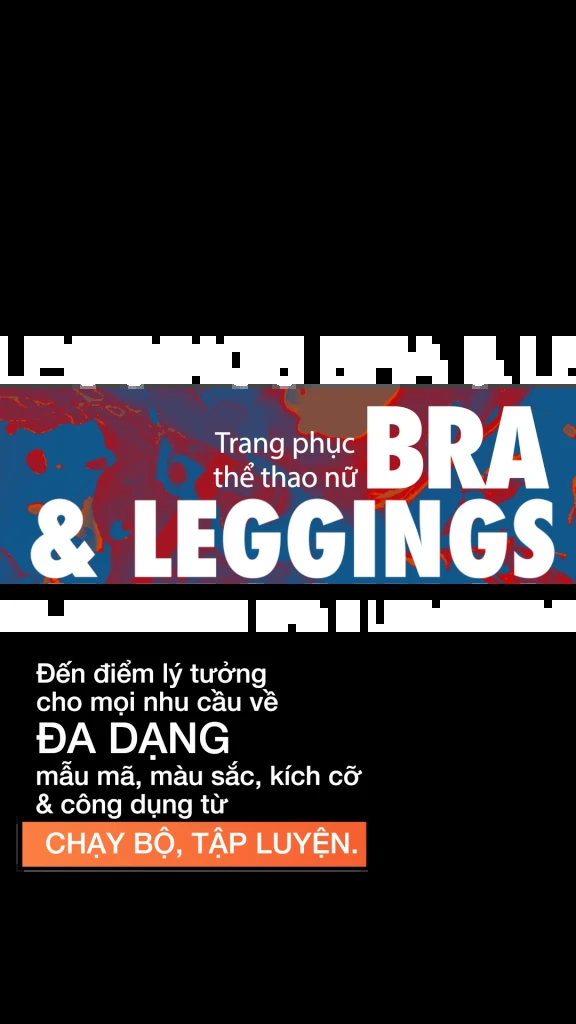 Trang phục
thể thao nữ BRA
& LEGGINGS
Đến điểm lý tưởng
cho mọi nhu cầu về
ĐA DẠNG
mẫu mã, màu sắc, kích cỡ
& công dụng từ
CHẠY BỘ, TẬP LUYỆN.